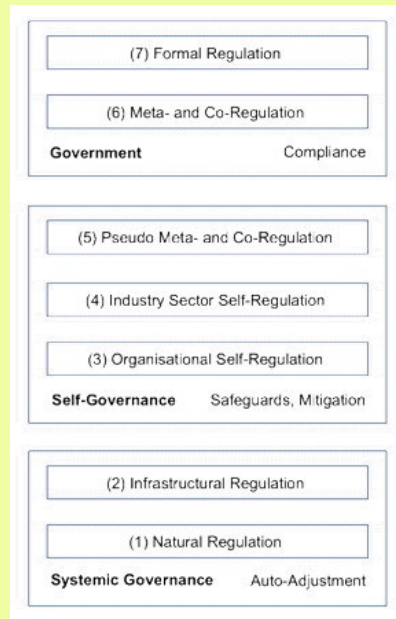 (7) Formal Regulation
(6) Meta- and Co-Regulation
Government Compliance
(5) Pseudo Meta- and Co-Regulation
(4) Industry Sector Self-Regulation
(3) Organisational Self-Regulation
Self-Governance Safeguards, Mitigation
(2) Infrastructural Regulation
(1) Natural Regulation
Systemic Governance Auto-Adjustment